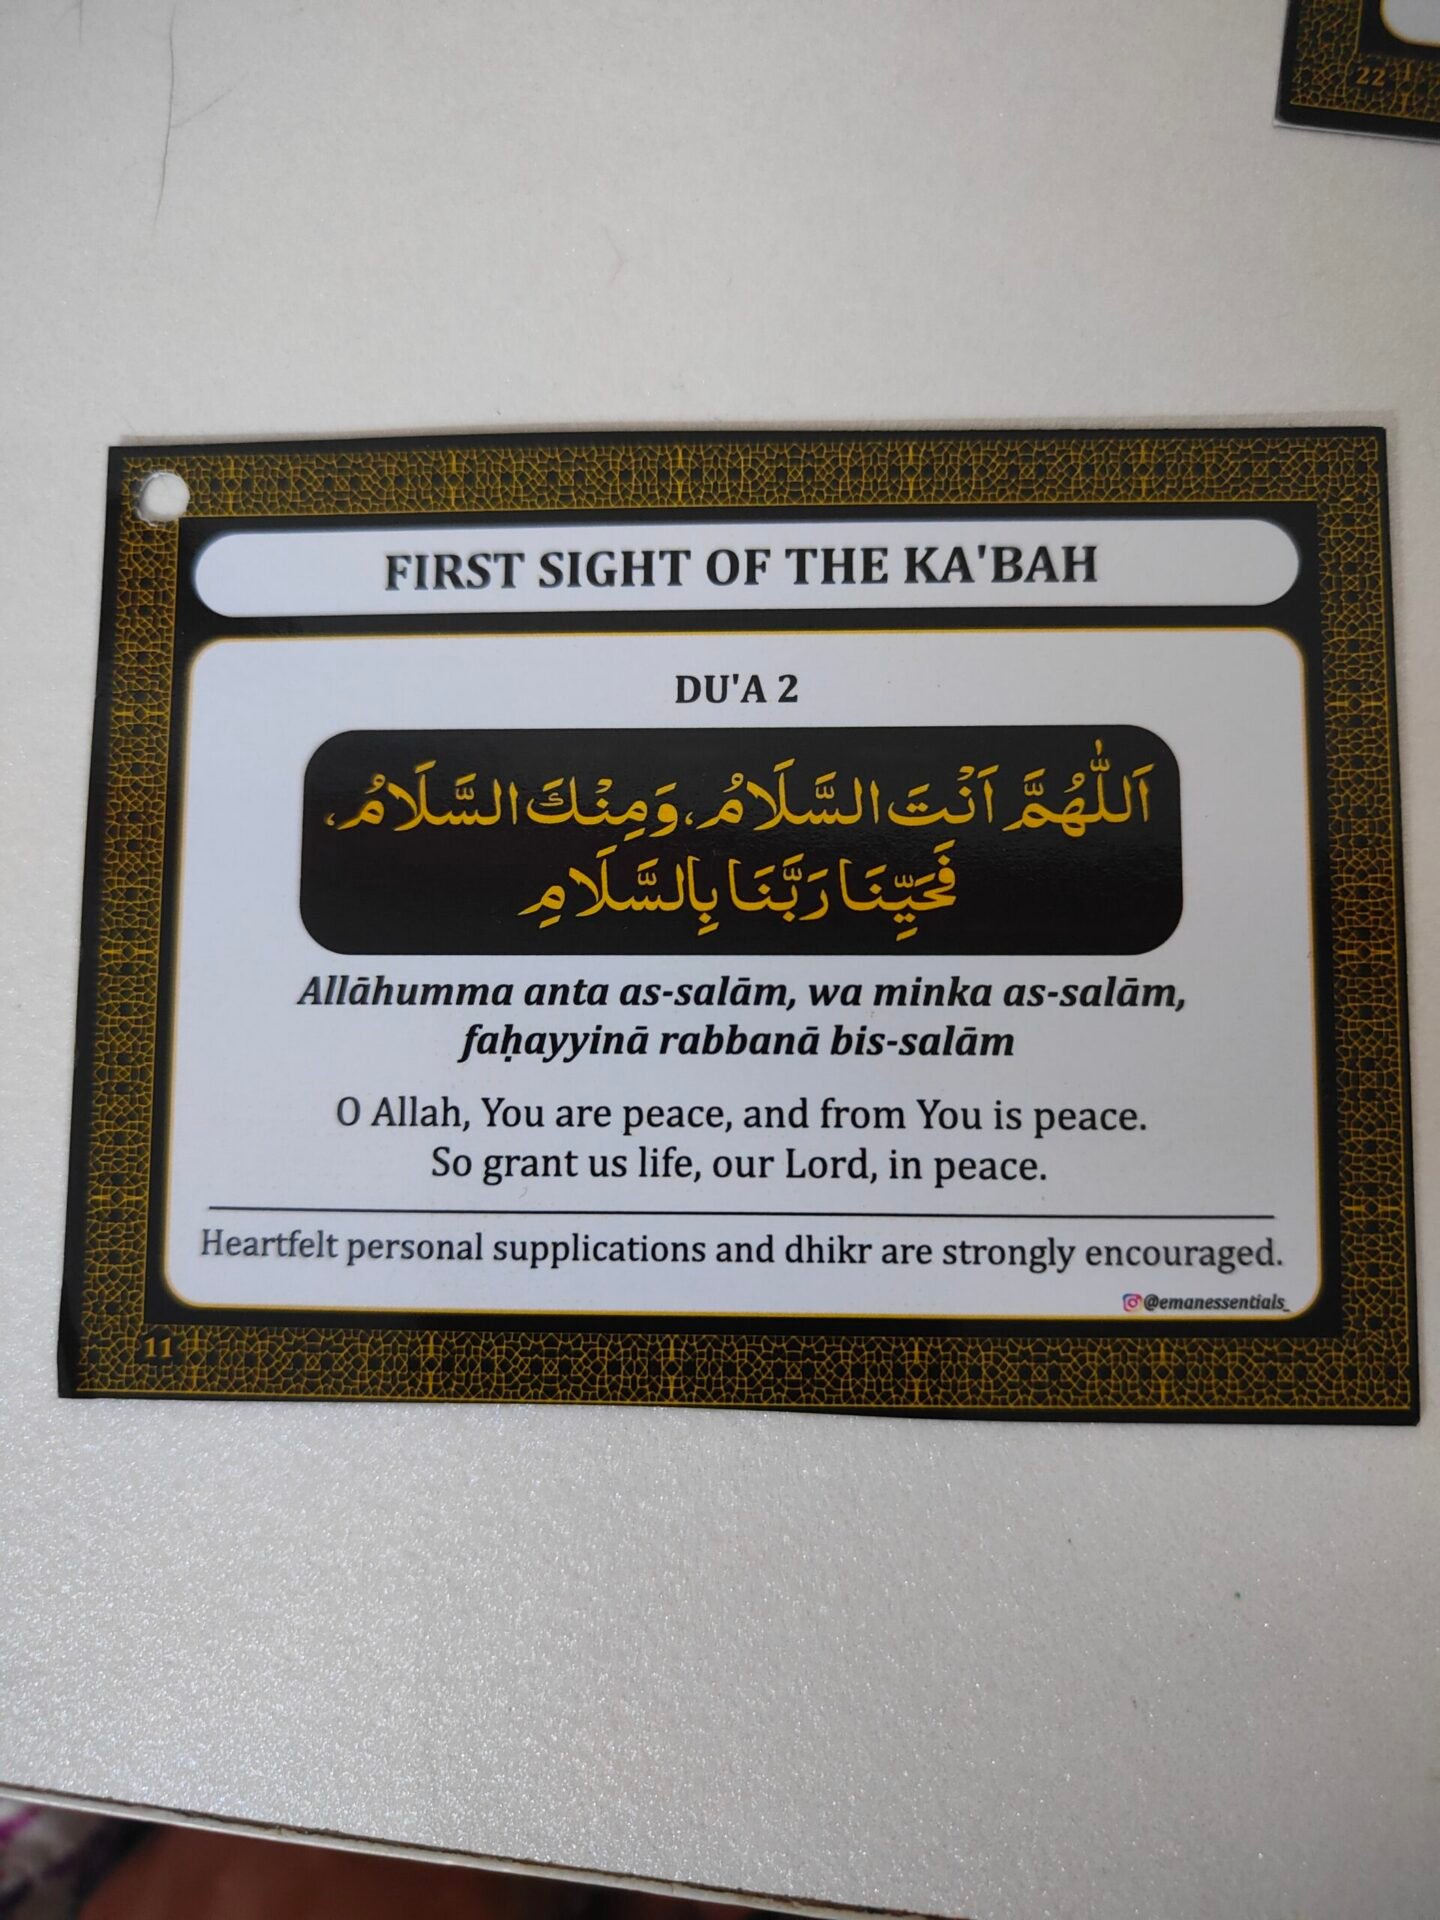 22
FIRST SIGHT OF THE KA'BAH
DU'A 2
اَللّٰهُمَّ اَنْتَ السَّلَامُ، وَمِنْكَ السَّلَامُ،
فَحَيِّنَا رَبَّنَا بِالسَّلَامِ
Allāhumma anta as-salām, wa minka as-salām,
faḥayyinā rabbanā bis-salām
O Allah, You are peace, and from You is peace.
So grant us life, our Lord, in peace.
Heartfelt personal supplications and dhikr are strongly encouraged.
@emanessentials_
11